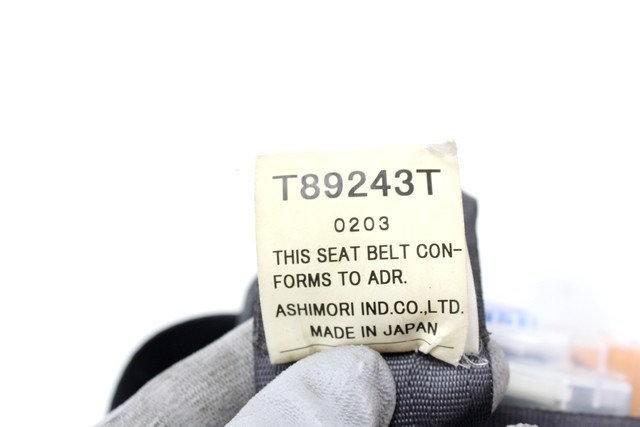 T89243T
0203
THIS SEAT BELT CON-
FORMS TO ADR.
ASHIMORI IND.CO.,LTD.
MADE IN JAPAN